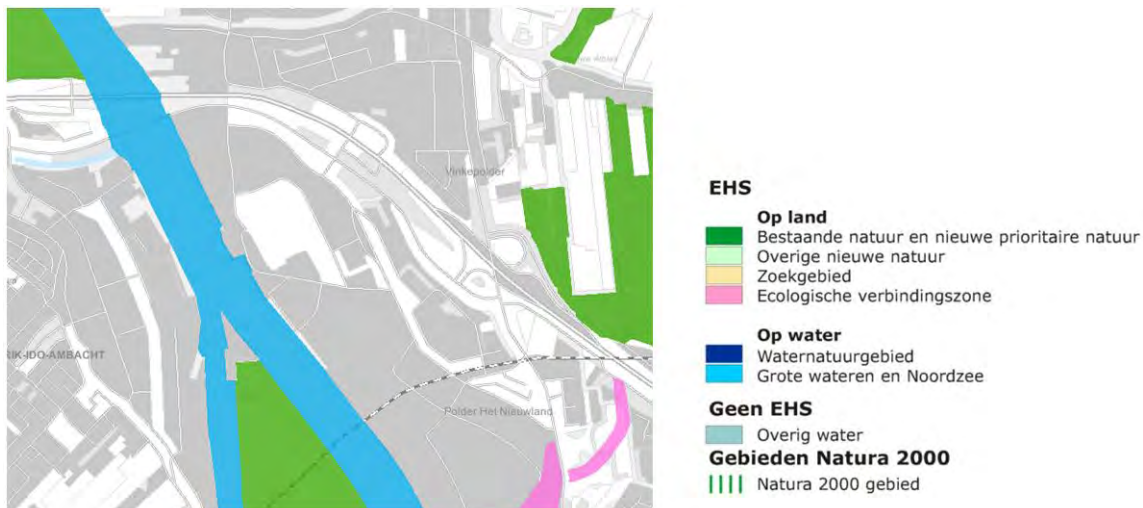 Vinkepolder
RIK-IDO-AMBACHT
Polder Het Nieuwland
EHS
Op land
Bestaande natuur en nieuwe prioritaire natuur
Overige nieuwe natuur
Zoekgebied
Ecologische verbindingszone
Op water
Waternatuurgebied
Grote wateren en Noordzee
Geen EHS
Overig water
Gebieden Natura 2000
Natura 2000 gebied